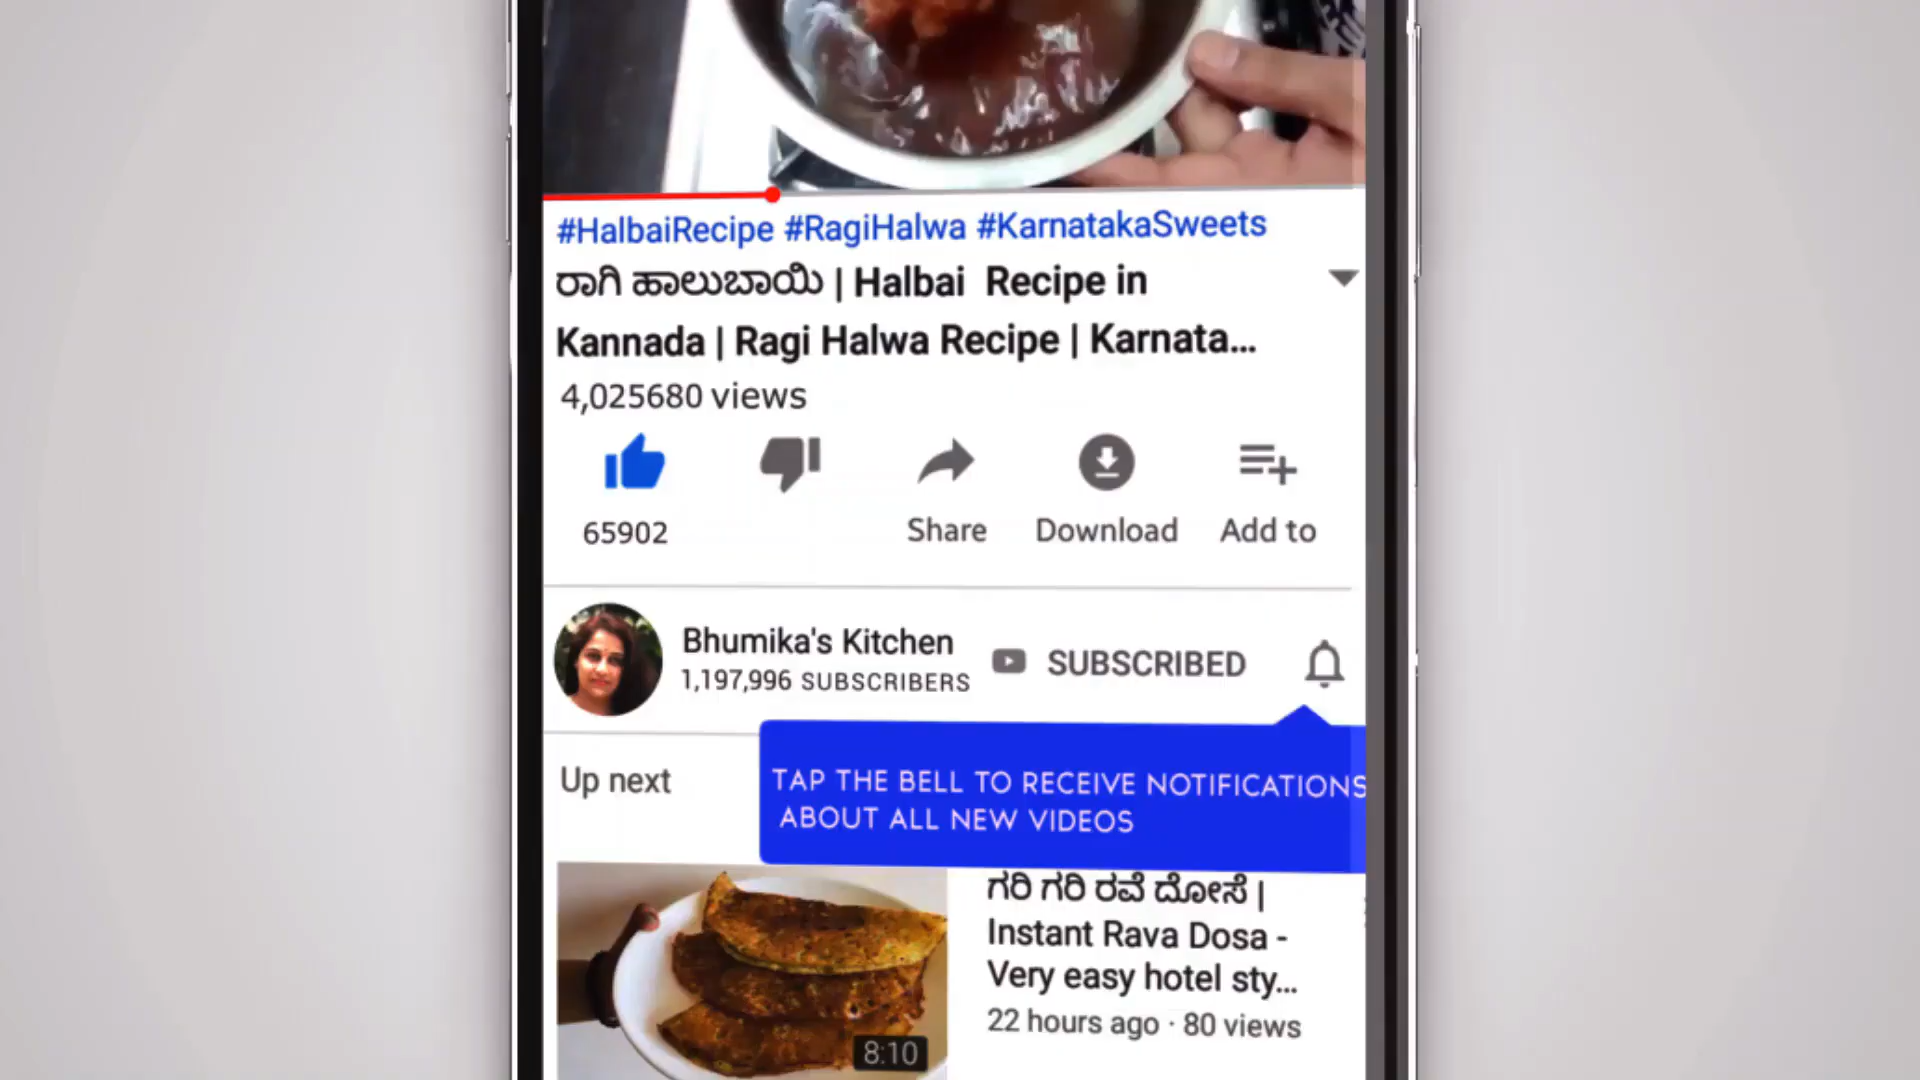 #HalbaiRecipe #RagiHalwa #KarnatakaSweets
ರಾಗಿ ಹಾಲುಬಾಯಿ | Halbai Recipe in
Kannada | Ragi Halwa Recipe | Karnata...
4,025680 views
65902
Share
Download
Add to
Bhumika's Kitchen
1,197,996 SUBSCRIBERS
SUBSCRIBED
Up next
TAP THE BELL TO RECEIVE NOTIFICATIONS
ABOUT ALL NEW VIDEOS
8:10
ಗರಿ ಗರಿ ರವೆ ದೋಸೆ |
Instant Rava Dosa -
Very easy hotel sty...
22 hours ago · 80 views